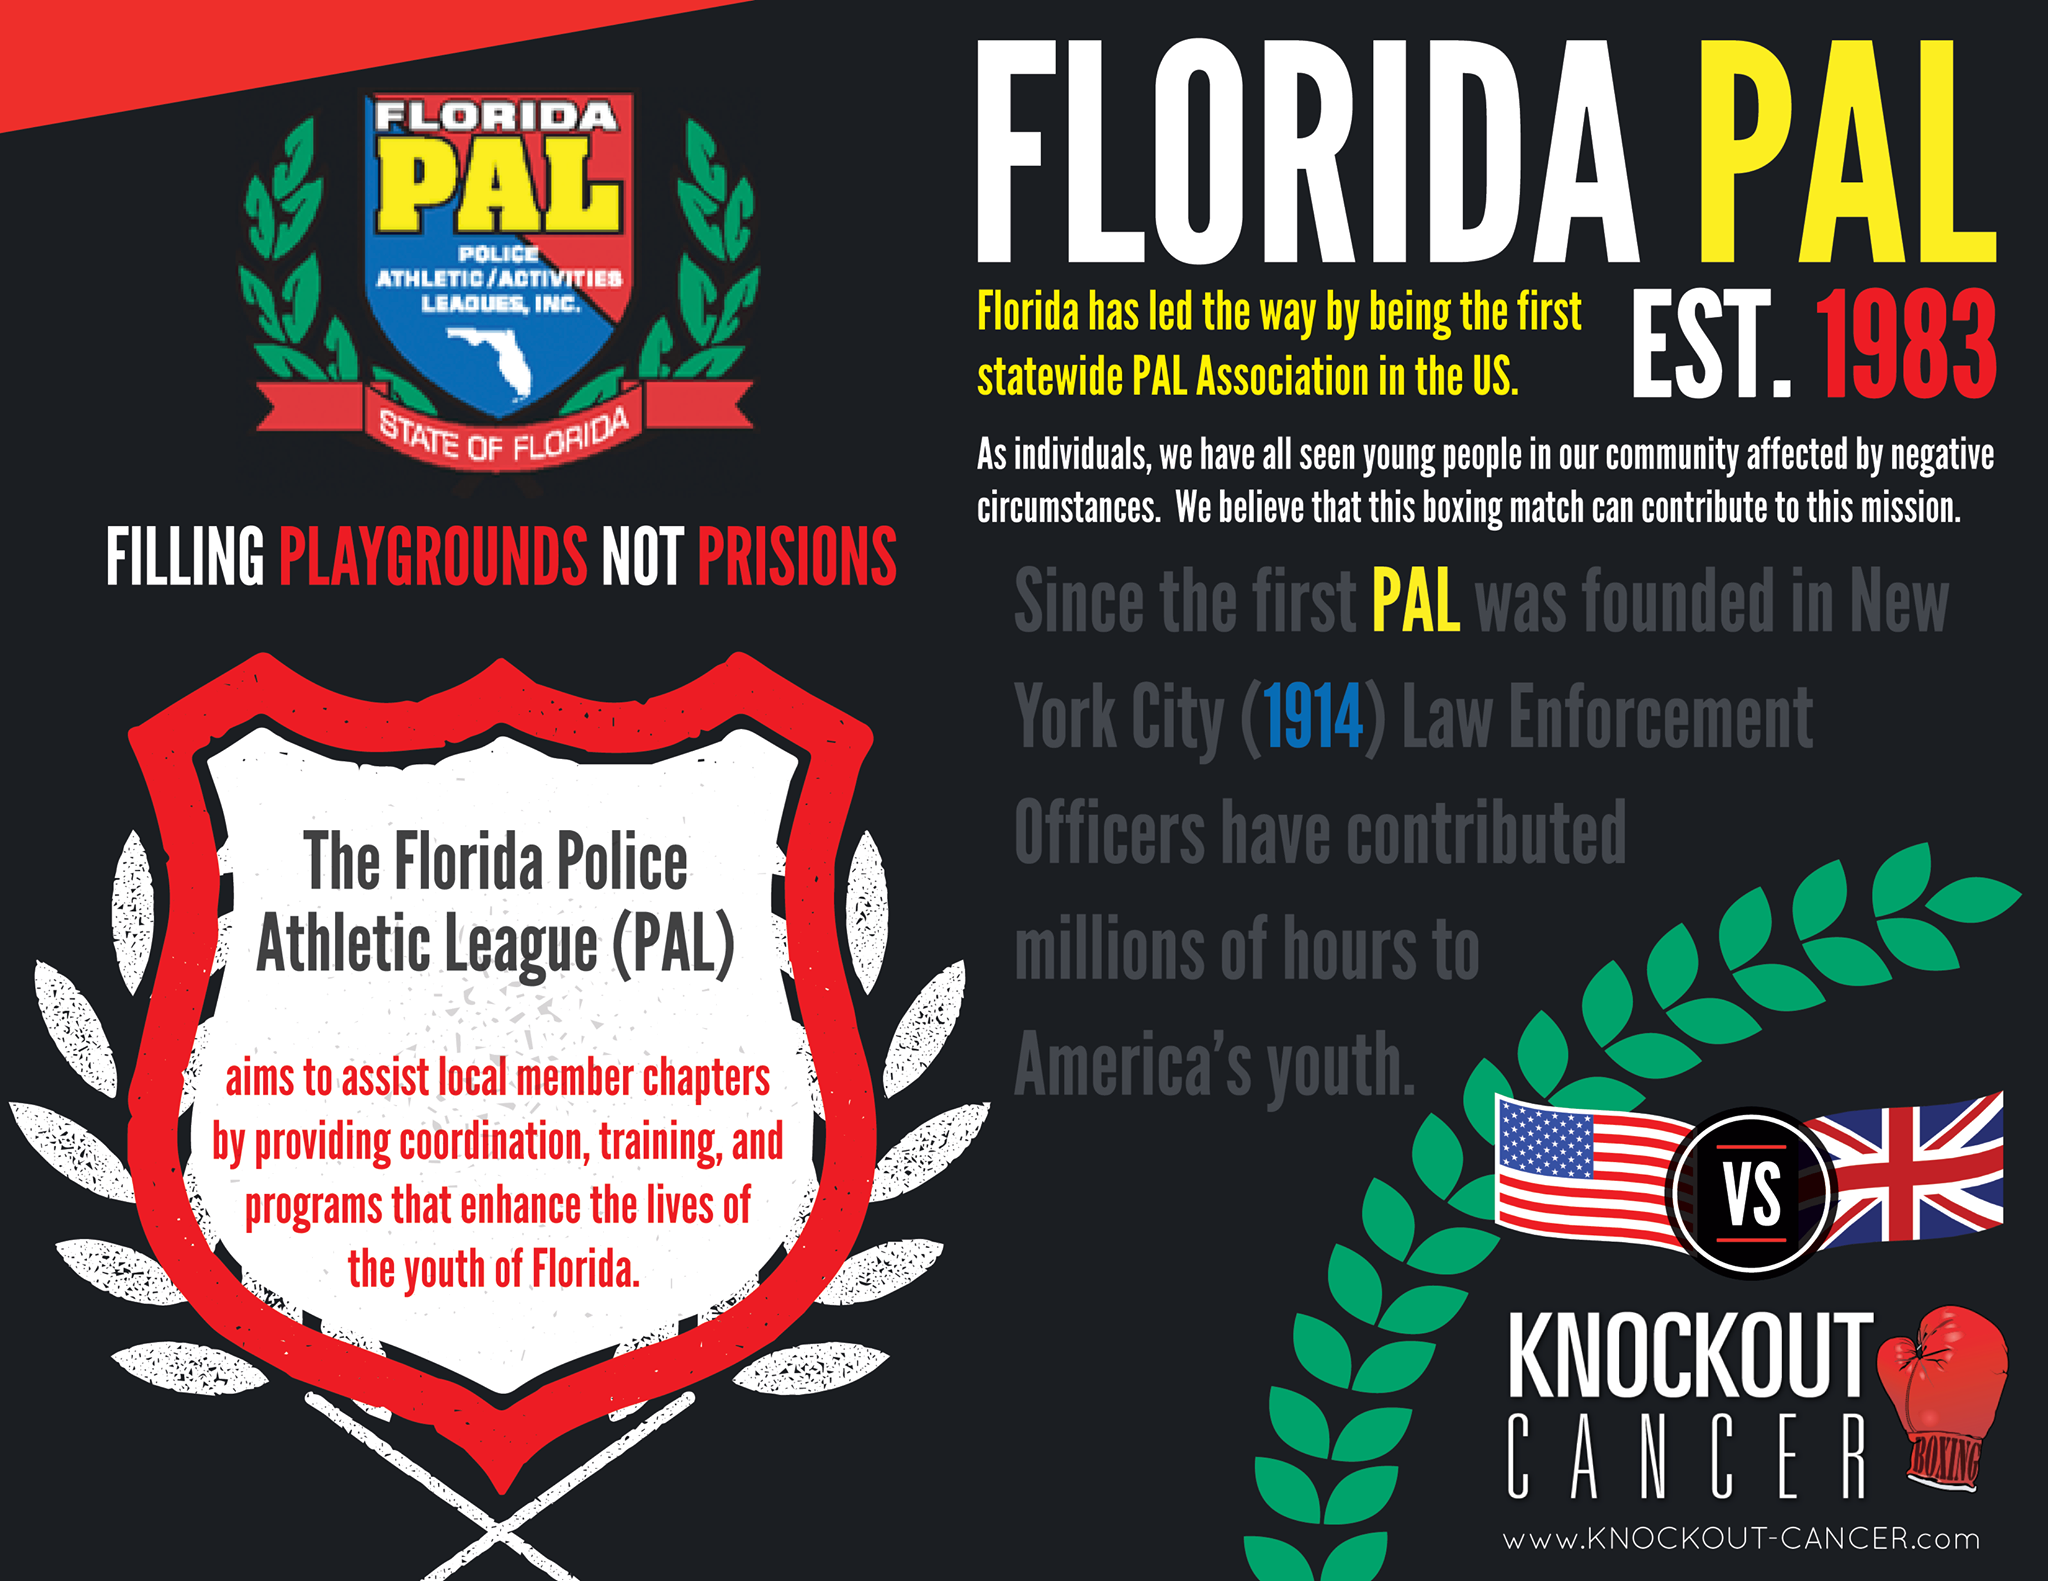 FLORIDA
PAL
POLICE
ATHLETIC/ACTIVITIES
LEAGUES, INC.
STATE OF FLORIDA
FILLING PLAYGROUNDS NOT PRISIONS
The Florida Police
Athletic League (PAL)
aims to assist local member chapters
by providing coordination, training, and
programs that enhance the lives of
the youth of Florida.
FLORIDA PAL
Florida has led the way by being the first
statewide PAL Association in the US.
EST. 1983
As individuals, we have all seen young people in our community affected by negative
circumstances. We believe that this boxing match can contribute to this mission.
Since the first PAL was founded in New
York City (1914) Law Enforcement
Officers have contributed
millions of hours to
America's youth.
VS
KNOCKOUT
CANCER
BOXING
www.KNOCKOUT-CANCER.com